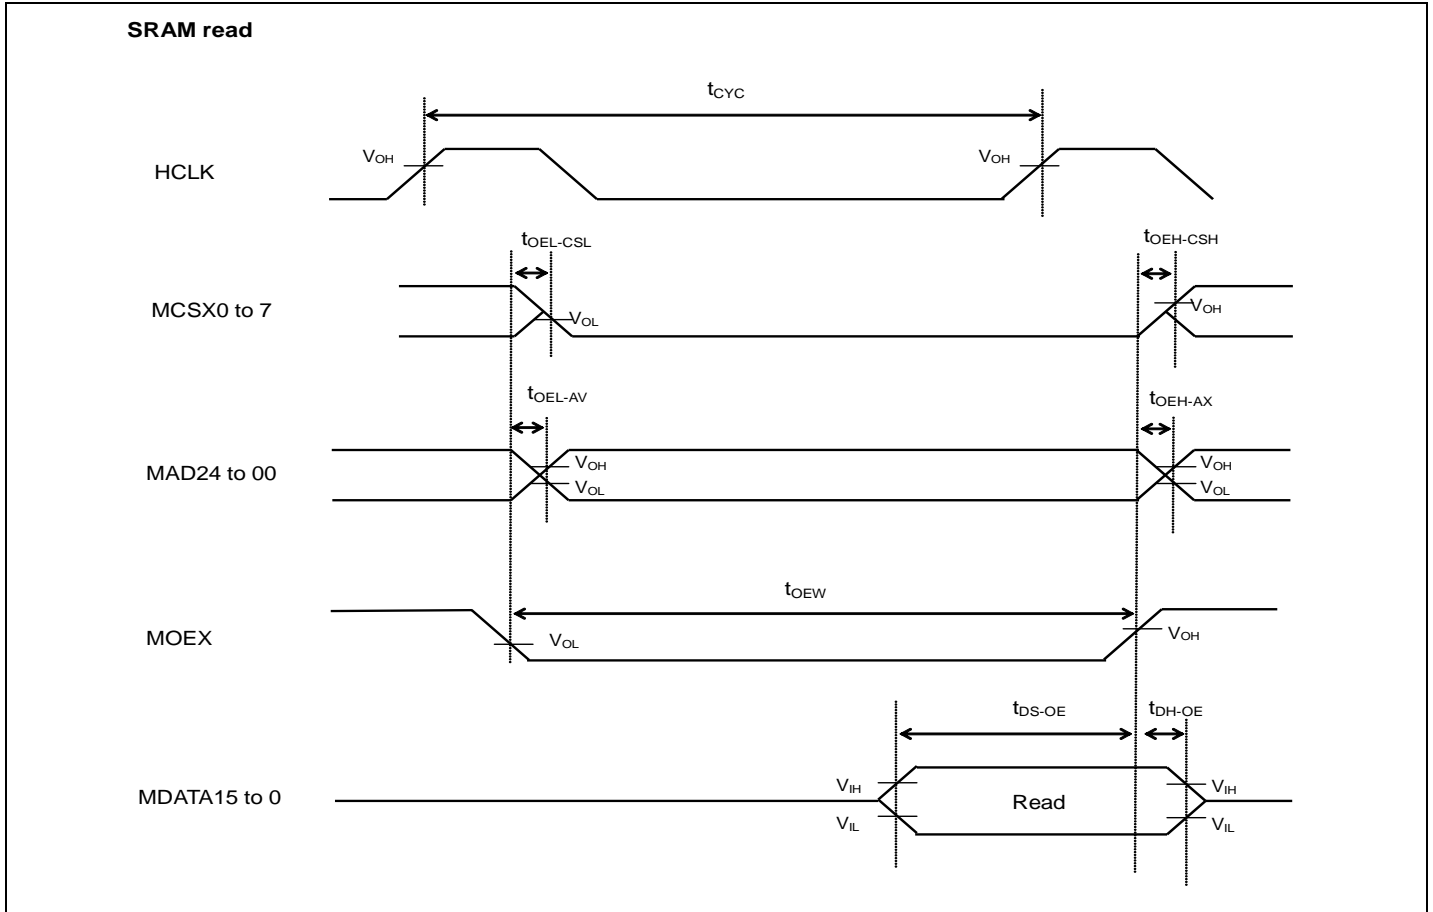 SRAM read
tCYC
VOH
VOH
HCLK
tOEL-CSL
tOEH-CSH
MCSX0 to 7
VOL
VOH
tOEL-AV
tOEH-AX
MAD24 to 00
VOH
VOL
VOH
VOL
tOEW
MOEX
VOL
VOH
tDS-OE
tDH-OE
MDATA15 to 0
VIH
VIL
Read
VIH
VIL